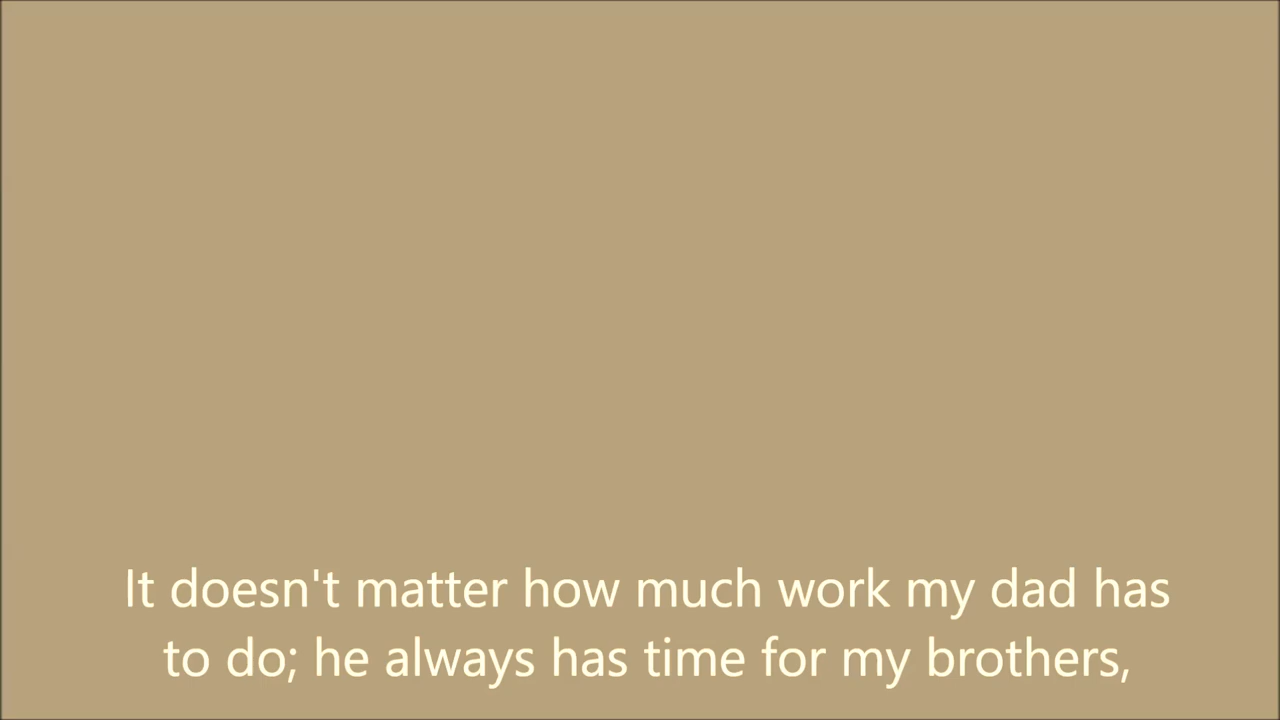 It doesn't matter how much work my dad has
to do; he always has time for my brothers,